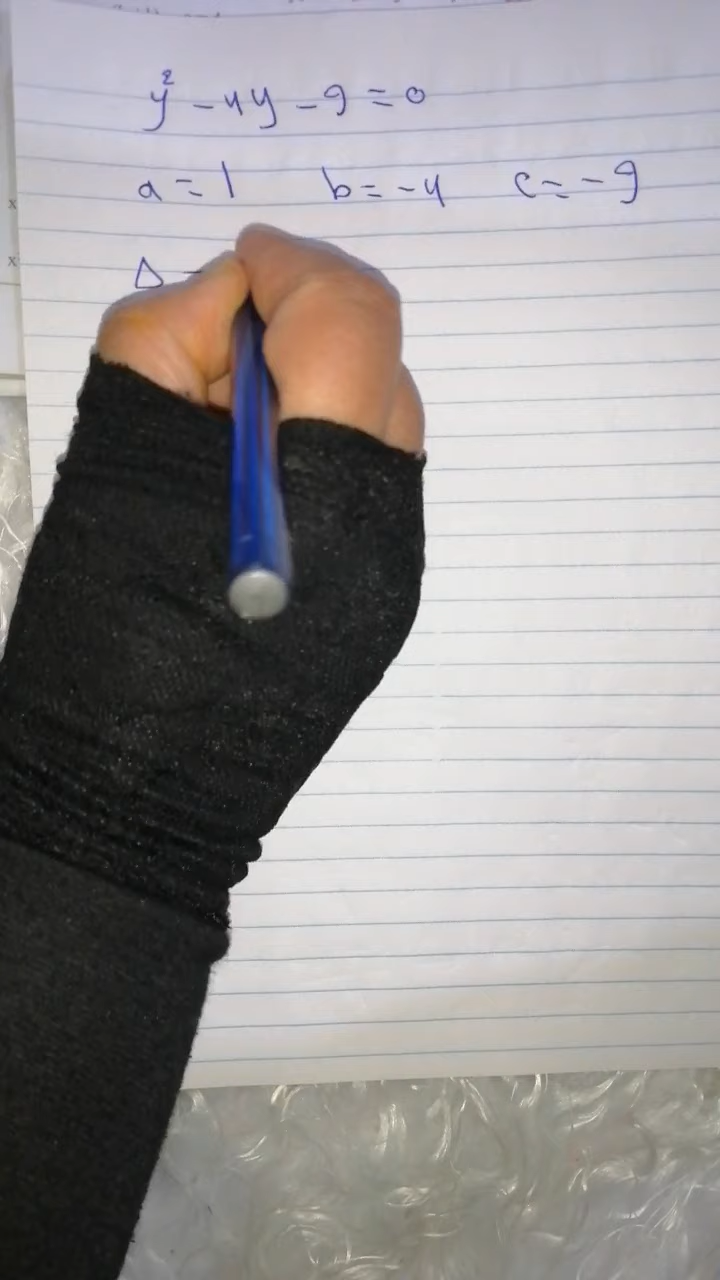 y² - 4y - 9 = 0
a = 1 b = -4 c = -9
Δ =